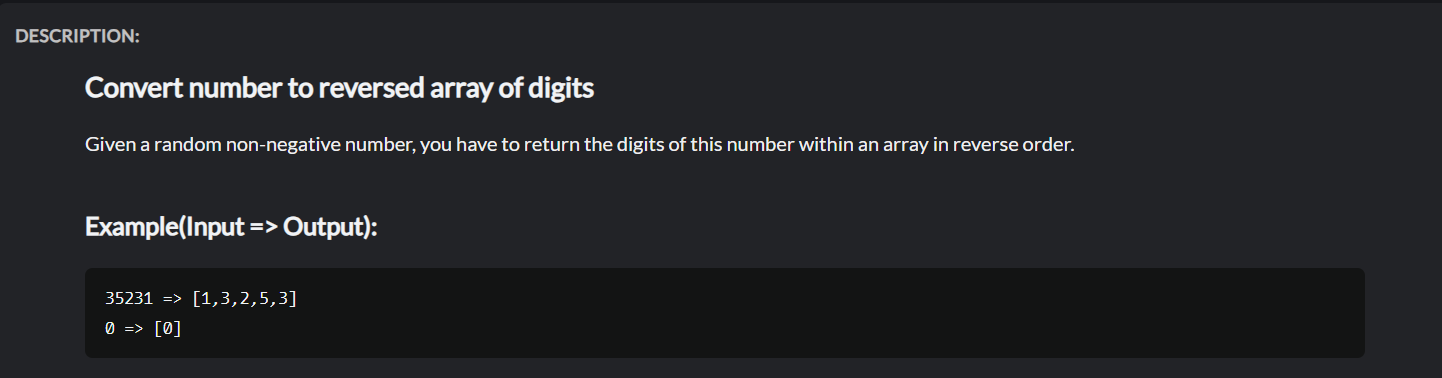 DESCRIPTION:
Convert number to reversed array of digits
Given a random non-negative number, you have to return the digits of this number within an array in reverse order.
Example(Input => Output):
35231 => [1,3,2,5,3]
0 => [0]